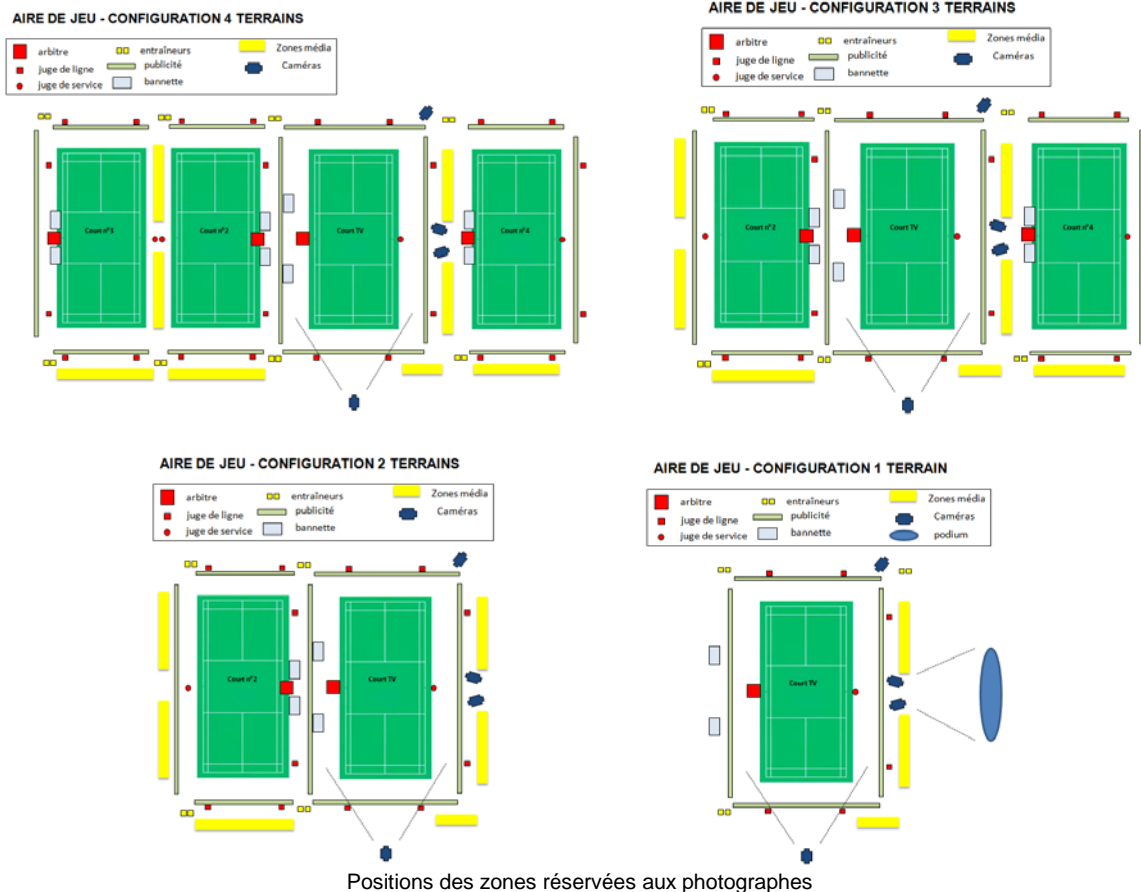 AIRE DE JEU - CONFIGURATION 4 TERRAINS
arbitre
entraîneurs
Zones média
juge de ligne
publicité
Caméras
juge de service
bannette
Court n°3
Court n°2
Court TV
Court n°4
AIRE DE JEU - CONFIGURATION 3 TERRAINS
arbitre
entraîneurs
Zones média
juge de ligne
publicité
Caméras
juge de service
bannette
Court n°2
Court TV
Court n°4
AIRE DE JEU - CONFIGURATION 2 TERRAINS
arbitre
entraîneurs
Zones média
juge de ligne
publicité
Caméras
juge de service
bannette
Court n°2
Court TV
AIRE DE JEU - CONFIGURATION 1 TERRAIN
arbitre
entraîneurs
Zones média
juge de ligne
publicité
Caméras
juge de service
bannette
podium
Court TV
Positions des zones réservées aux photographes